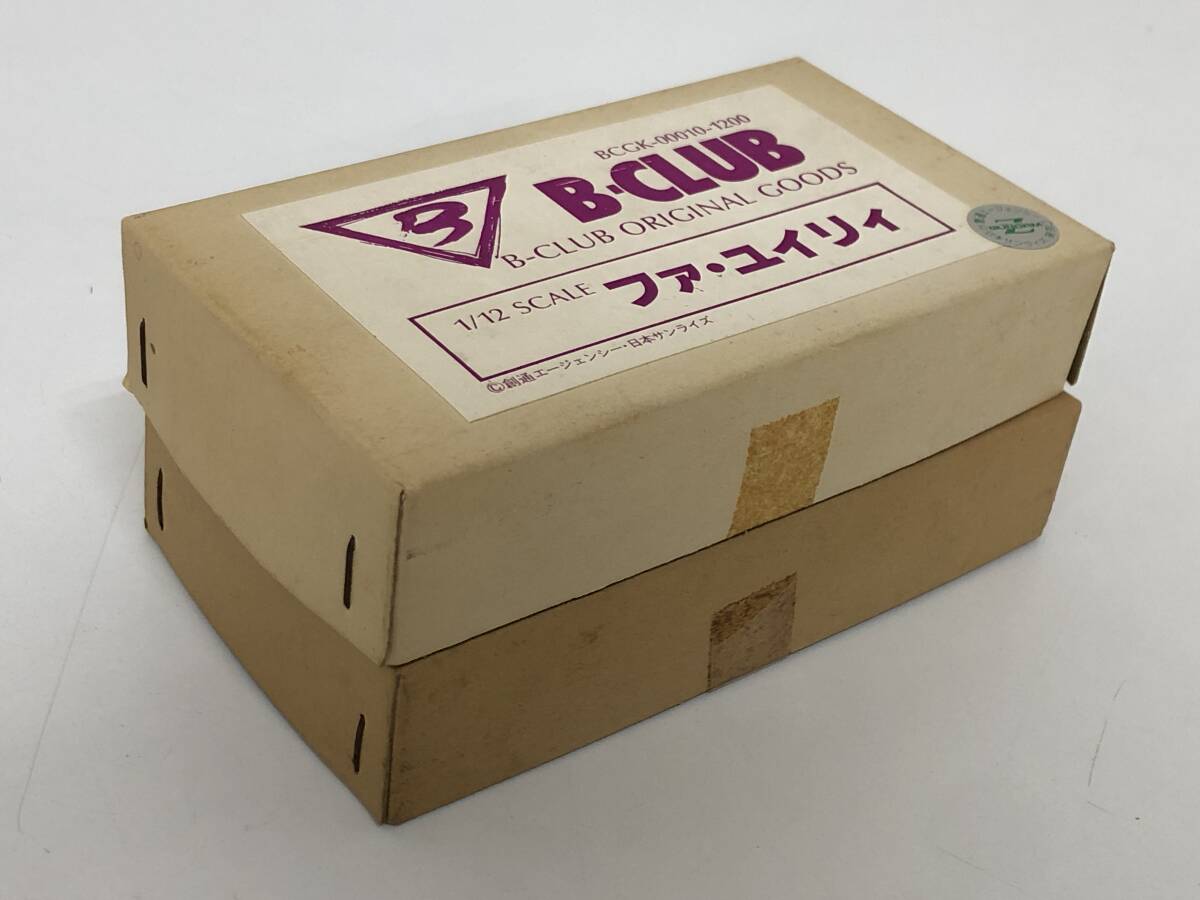 BCGK-00010-1200
B
B-CLUB
B-CLUB ORIGINAL GOODS
1/12 SCALE ファ・ユイリィ
©創通エージェンシー・日本サンライズ